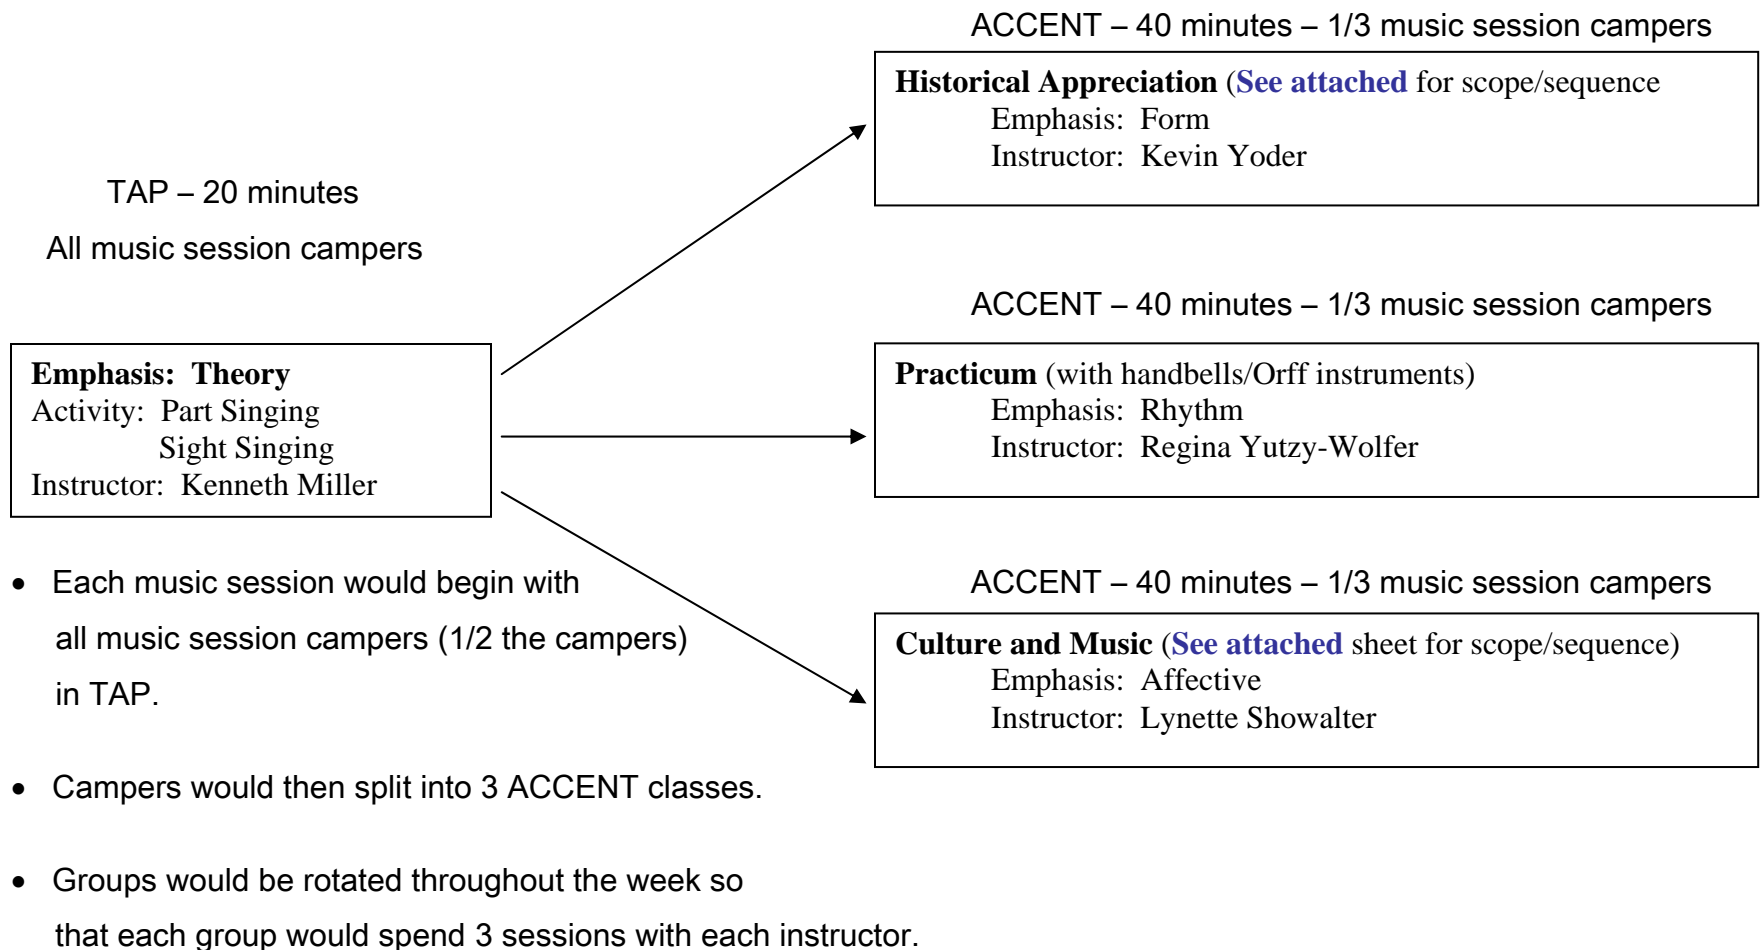 TAP – 20 minutes
All music session campers
Emphasis: Theory
Activity: Part Singing
Sight Singing
Instructor: Kenneth Miller
• Each music session would begin with
all music session campers (1/2 the campers)
in TAP.
• Campers would then split into 3 ACCENT classes.
• Groups would be rotated throughout the week so
that each group would spend 3 sessions with each instructor.
ACCENT – 40 minutes – 1/3 music session campers
Historical Appreciation (See attached for scope/sequence
Emphasis: Form
Instructor: Kevin Yoder
ACCENT – 40 minutes – 1/3 music session campers
Practicum (with handbells/Orff instruments)
Emphasis: Rhythm
Instructor: Regina Yutzy-Wolfer
ACCENT – 40 minutes – 1/3 music session campers
Culture and Music (See attached sheet for scope/sequence)
Emphasis: Affective
Instructor: Lynette Showalter